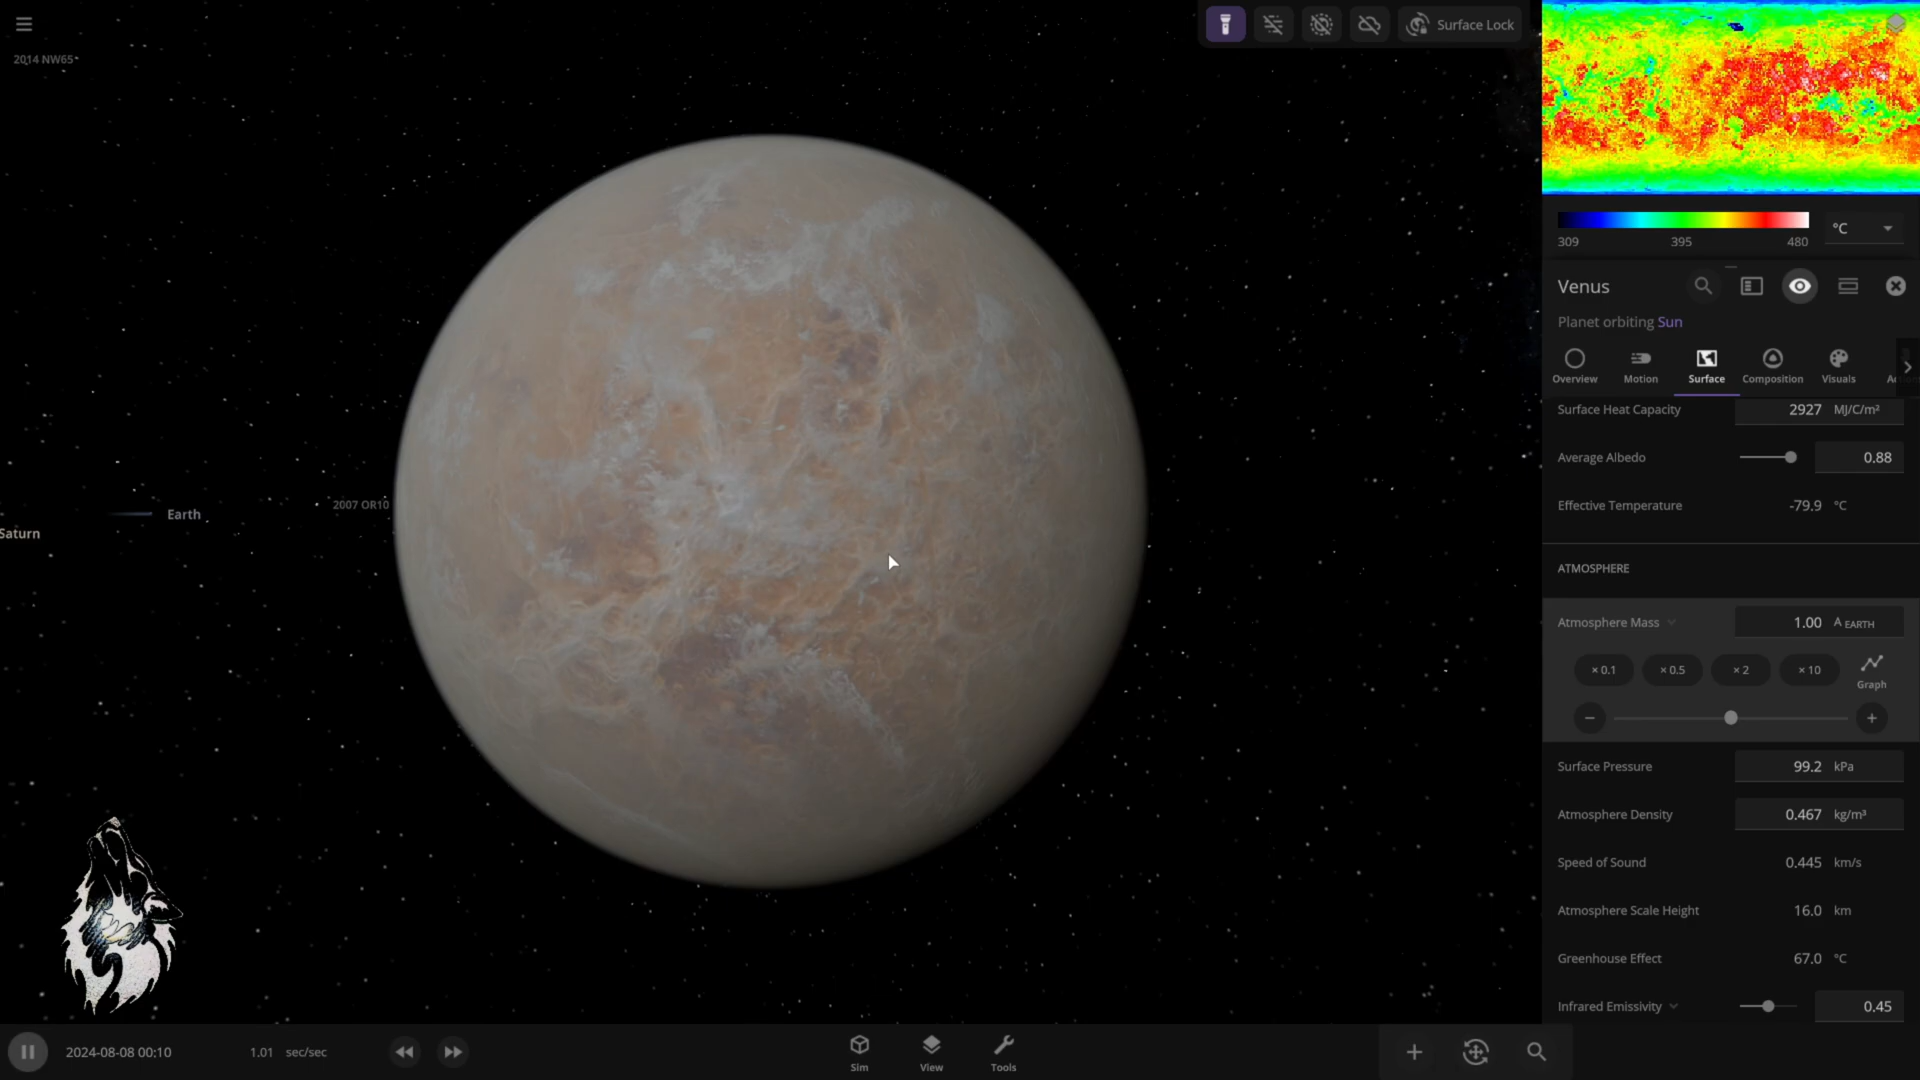 Surface Lock
2014 NW65
309 395 480
°C
Venus
Planet orbiting Sun
Overview Motion Surface Composition Visuals
Surface Heat Capacity 2927 MJ/C/m²
Average Albedo 0.88
Effective Temperature -79.9 °C
ATMOSPHERE
Atmosphere Mass 1.00 A EARTH
× 0.1 × 0.5 × 2 × 10 Graph
Surface Pressure 99.2 kPa
Atmosphere Density 0.467 kg/m³
Speed of Sound 0.445 km/s
Atmosphere Scale Height 16.0 km
Greenhouse Effect 67.0 °C
Infrared Emissivity 0.45
2007 OR10
Earth
Saturn
2024-08-08 00:10 1.01 sec/sec
Sim View Tools